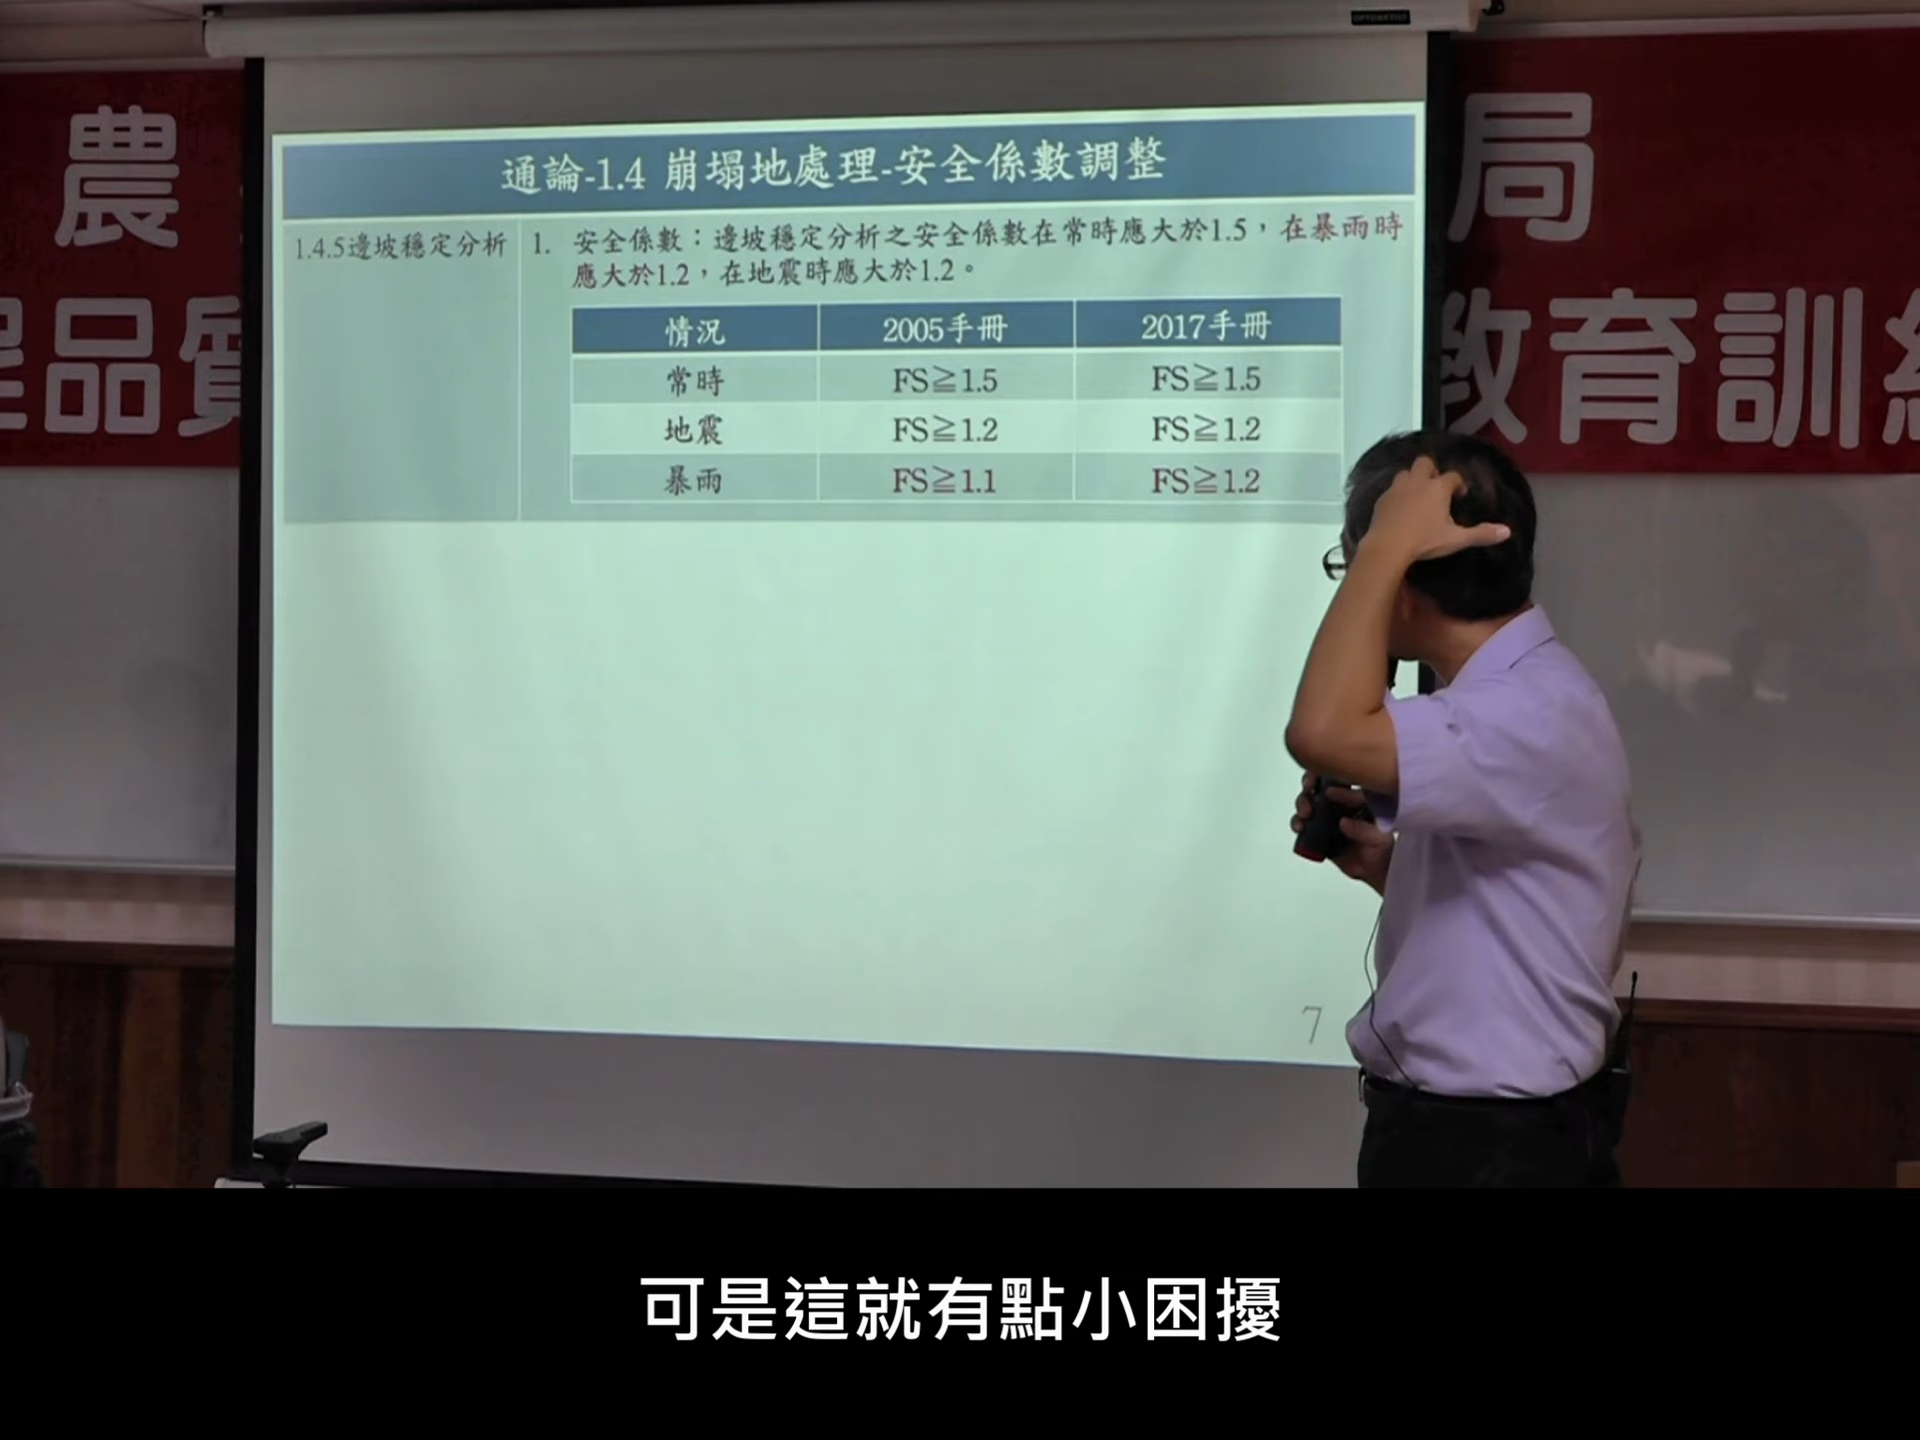 農
局
品質
教育訓
通論-1.4 崩塌地處理-安全係數調整
1.4.5邊坡穩定分析
1. 安全係數：邊坡穩定分析之安全係數在常時應大於1.5，在暴雨時
應大於1.2，在地震時應大於1.2。
情況 2005手冊 2017手冊
常時 FS≧1.5 FS≧1.5
地震 FS≧1.2 FS≧1.2
暴雨 FS≧1.1 FS≧1.2
7
可是這就有點小困擾